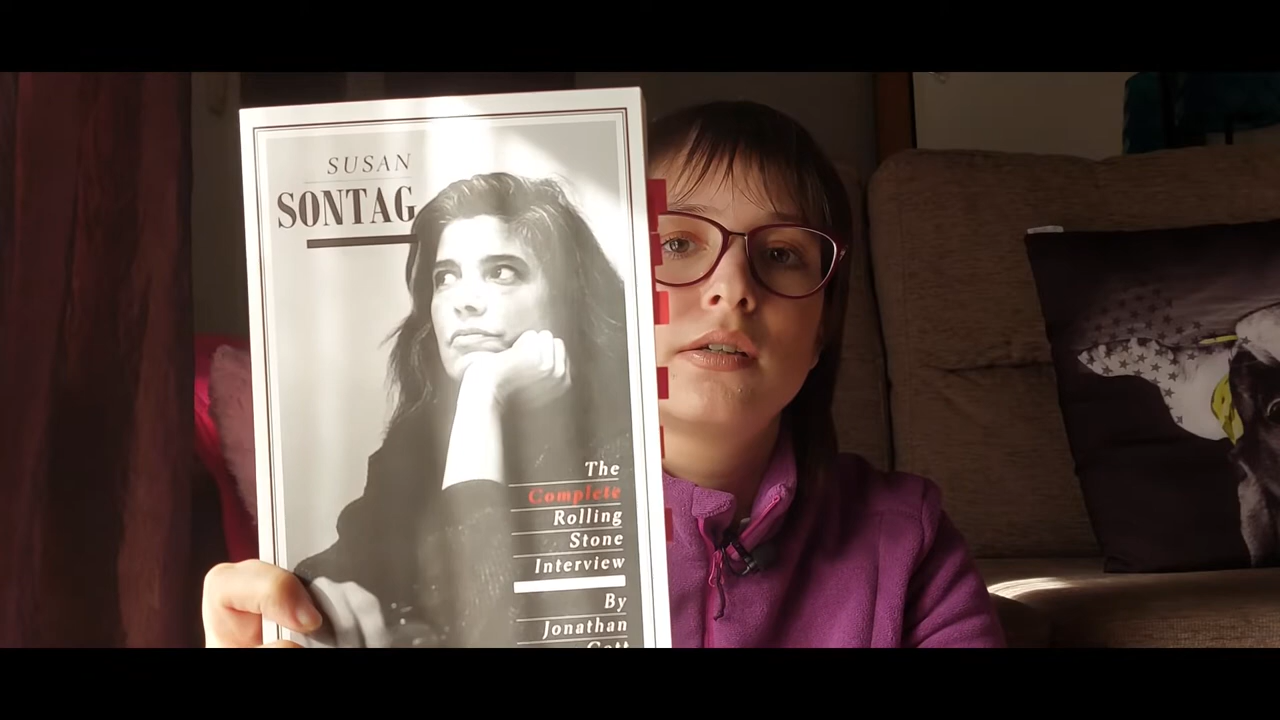 SUSAN
SONTAG
The
Complete
Rolling
Stone
Interview
By
Jonathan